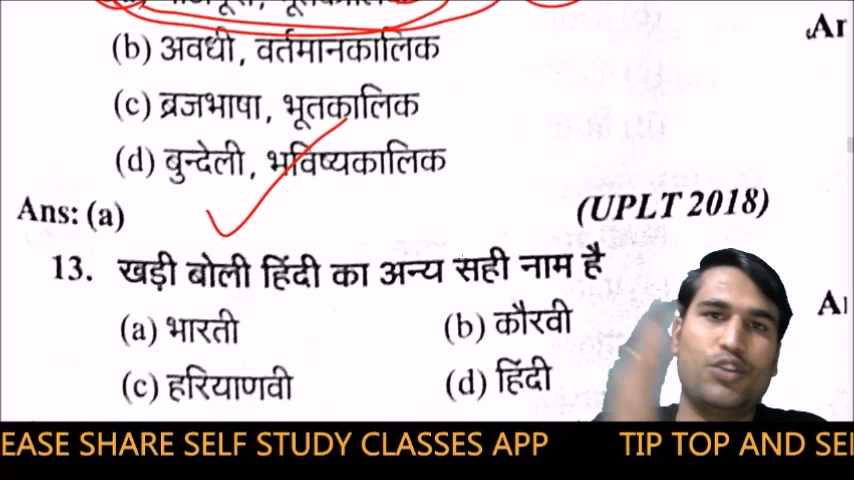 (b) अवधी, वर्तमानकालिक
(c) ब्रजभाषा, भूतकालिक
(d) बुन्देली, भविष्यकालिक
Ans: (a)
(UPLT 2018)
13. खड़ी बोली हिंदी का अन्य सही नाम है
(a) भारती (b) कौरवी
(c) हरियाणवी (d) हिंदी
EASE SHARE SELF STUDY CLASSES APP TIP TOP AND SE